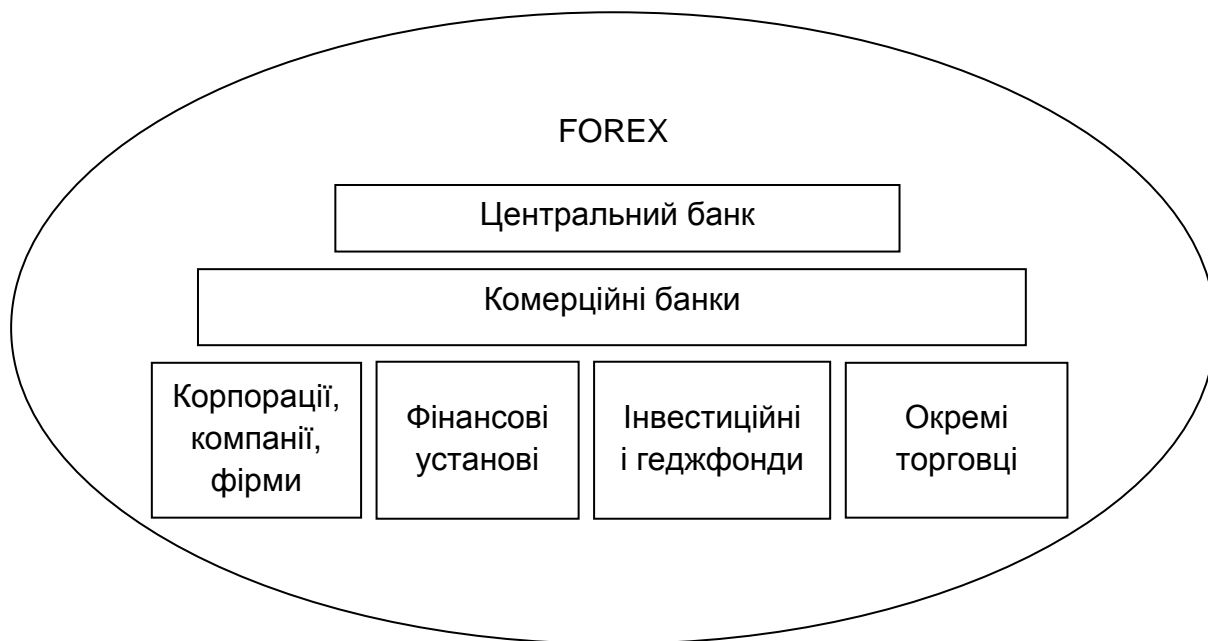 FOREX
Центральний банк
Комерційні банки
Корпорації,
компанії,
фірми
Фінансові
установі
Інвестиційні
і геджфонди
Окремі
торговці